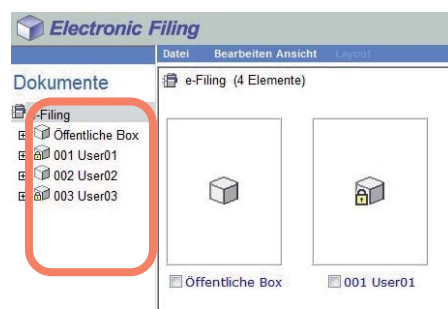 Electronic Filing
Datei Bearbeiten Ansicht Layout
Dokumente
e-Filing
Öffentliche Box
001 User01
002 User02
003 User03
e-Filing (4 Elemente)
Öffentliche Box
001 User01